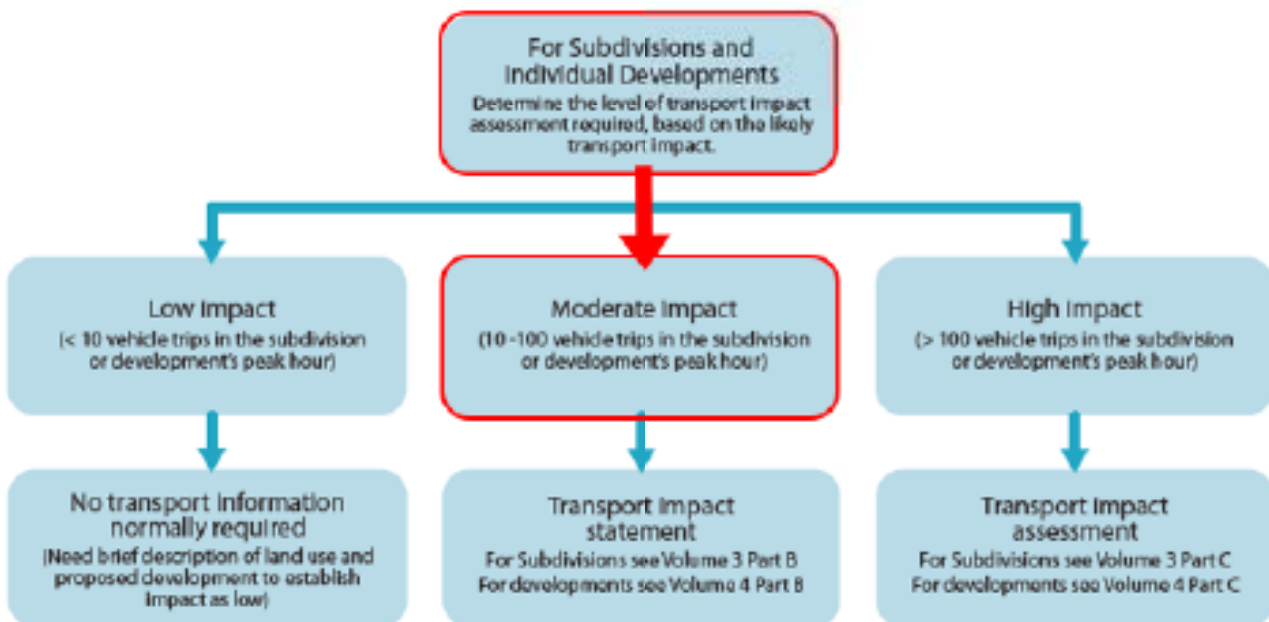 For Subdivisions and
Individual Developments
Determine the level of transport impact
assessment required, based on the likely
transport impact.
Low Impact
(< 10 vehicle trips in the subdivision
or development's peak hour)
Moderate Impact
(10 -100 vehicle trips in the subdivision
or development's peak hour)
High Impact
(> 100 vehicle trips in the subdivision
or development's peak hour)
No transport information
normally required
(Need brief description of land use and
proposed development to establish
impact as low)
Transport Impact
statement
For Subdivisions see Volume 3 Part B
For developments see Volume 4 Part B
Transport Impact
assessment
For Subdivisions see Volume 3 Part C
For developments see Volume 4 Part C